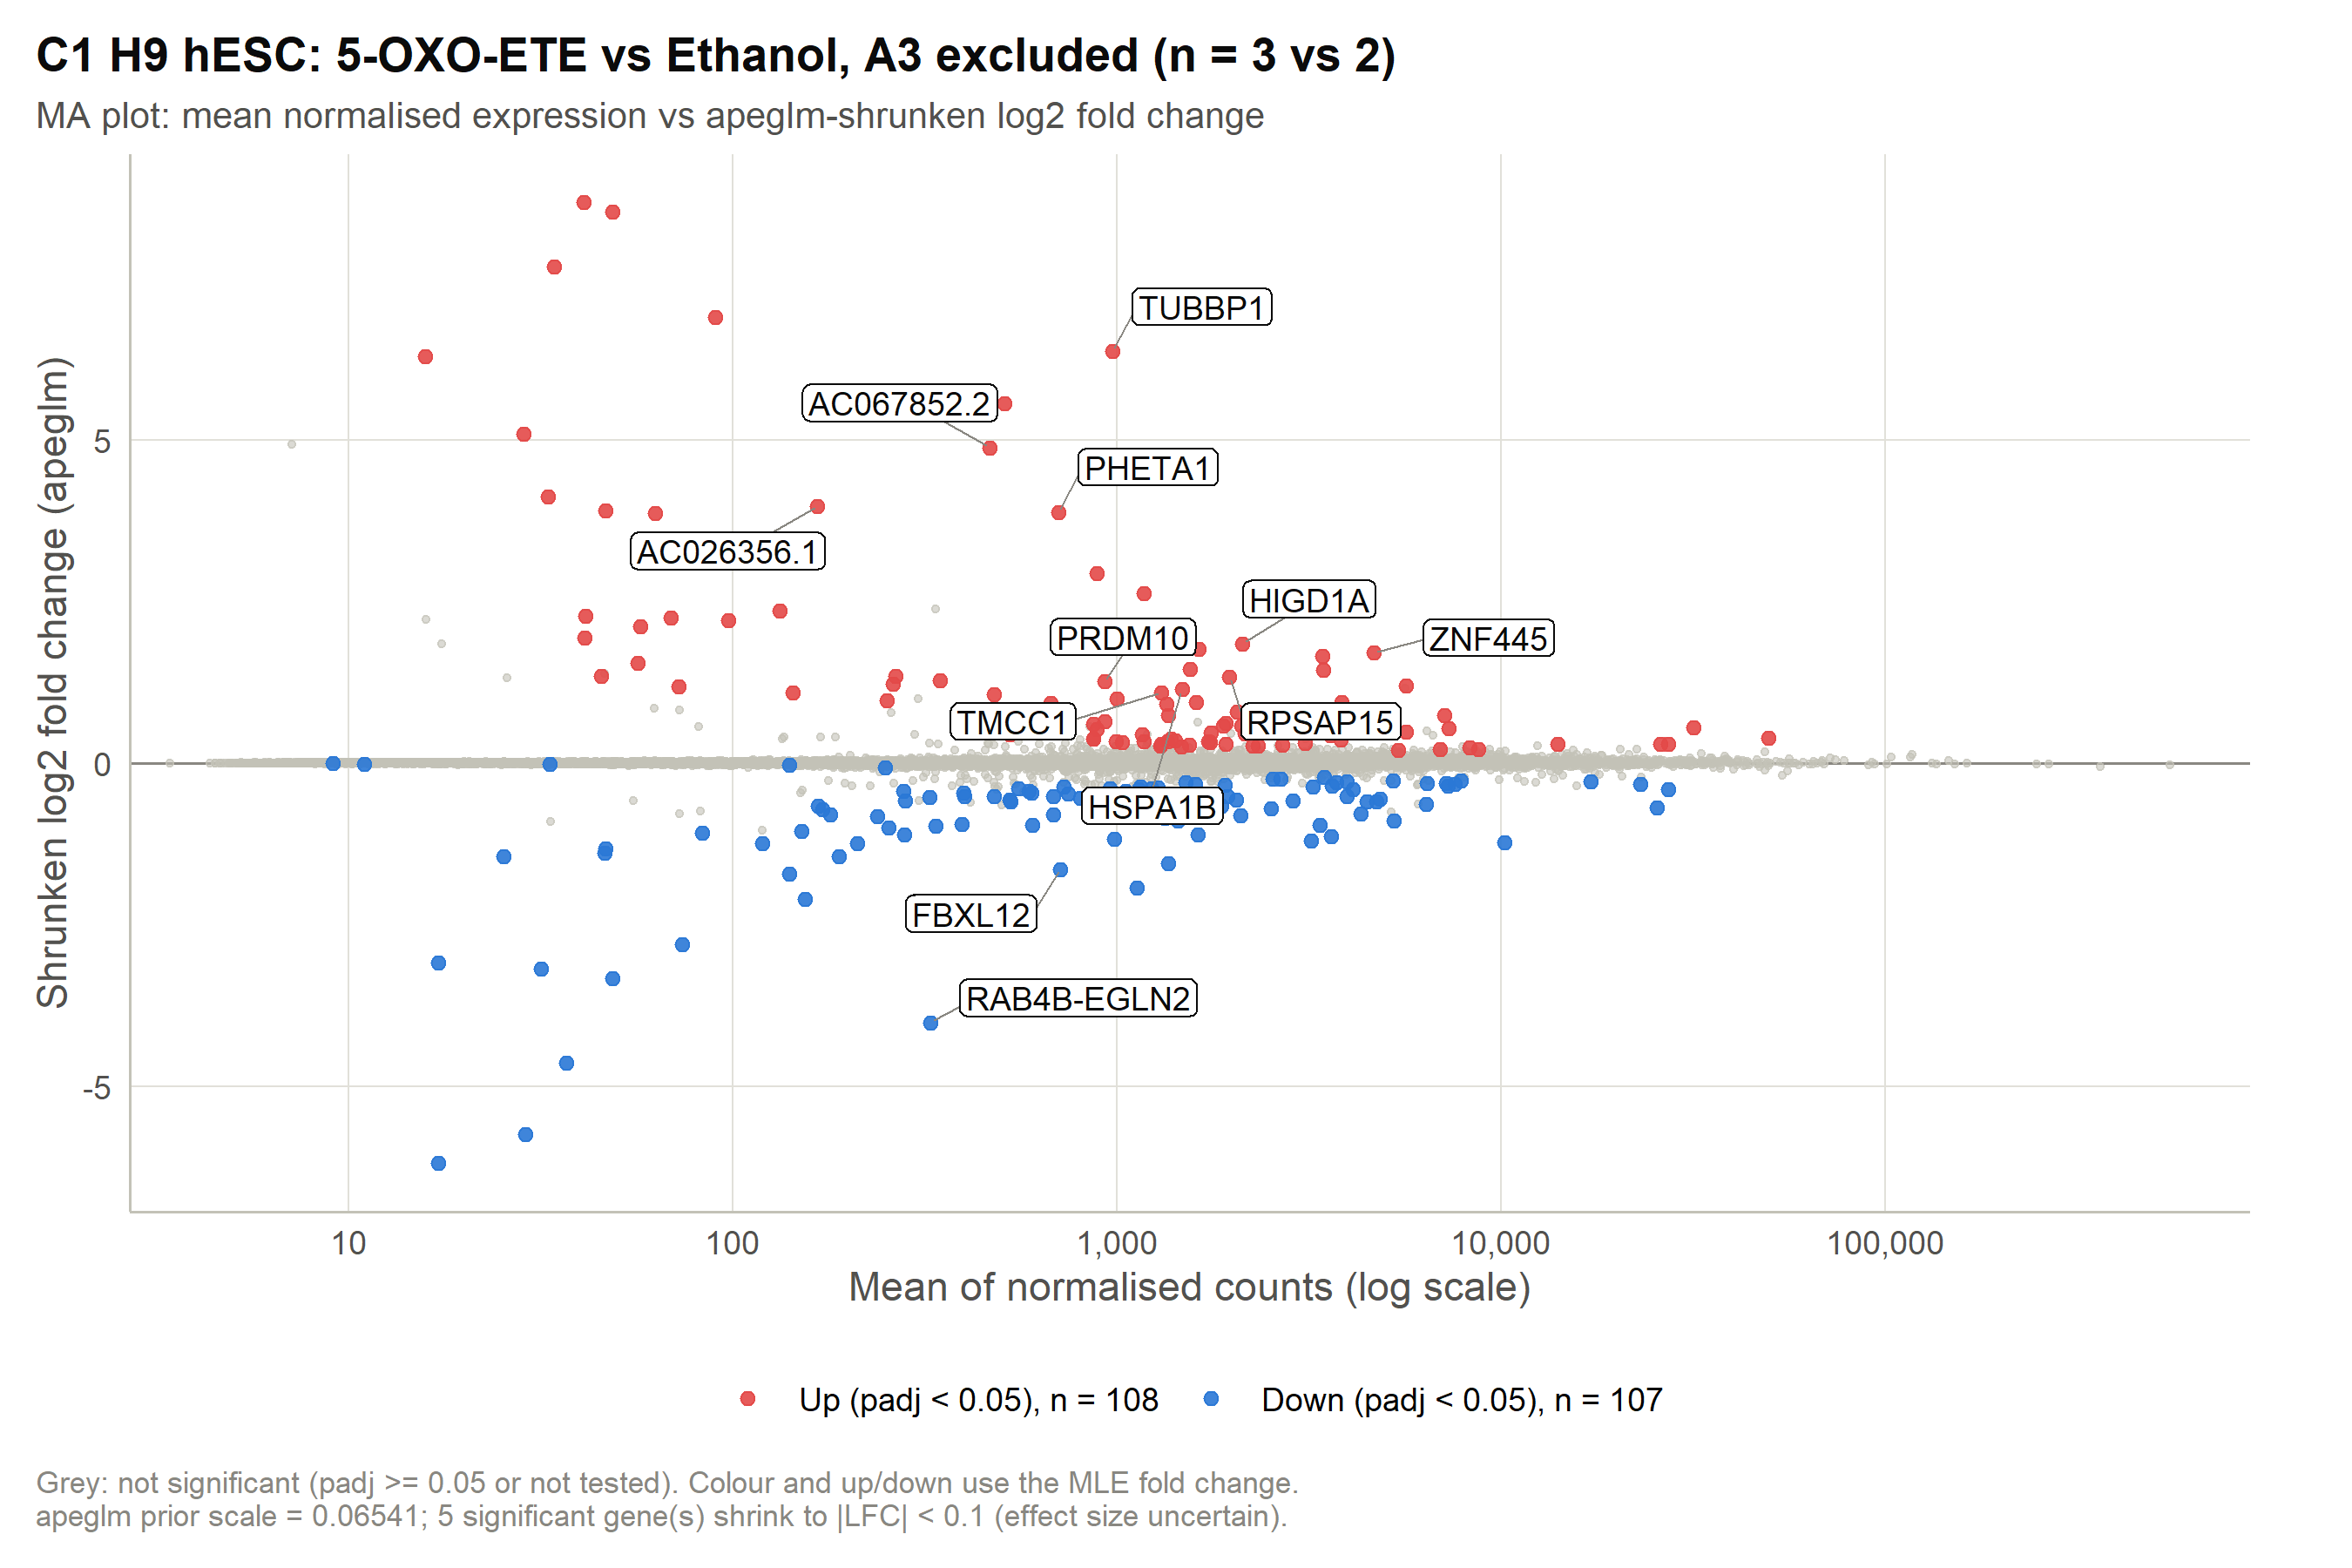 C1 H9 hESC: 5-OXO-ETE vs Ethanol, A3 excluded (n = 3 vs 2)
MA plot: mean normalised expression vs apeglm-shrunken log2 fold change
Shrunken log2 fold change (apeglm)
5
0
-5
TUBBP1
AC067852.2
PHETA1
AC026356.1
HIGD1A
PRDM10
ZNF445
TMCC1
RPSAP15
HSPA1B
FBXL12
RAB4B-EGLN2
10
100
1,000
10,000
100,000
Mean of normalised counts (log scale)
Up (padj < 0.05), n = 108
Down (padj < 0.05), n = 107
Grey: not significant (padj >= 0.05 or not tested). Colour and up/down use the MLE fold change.
apeglm prior scale = 0.06541; 5 significant gene(s) shrink to |LFC| < 0.1 (effect size uncertain).